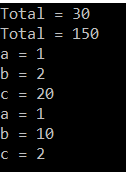 Total = 30
Total = 150
a = 1
b = 2
c = 20
a = 1
b = 10
c = 2